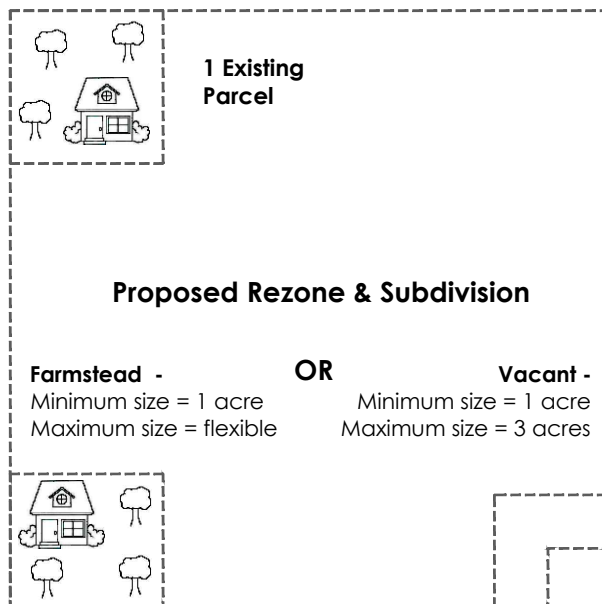 1 Existing
Parcel
Proposed Rezone & Subdivision
Farmstead -
Minimum size = 1 acre
Maximum size = flexible
OR
Vacant -
Minimum size = 1 acre
Maximum size = 3 acres